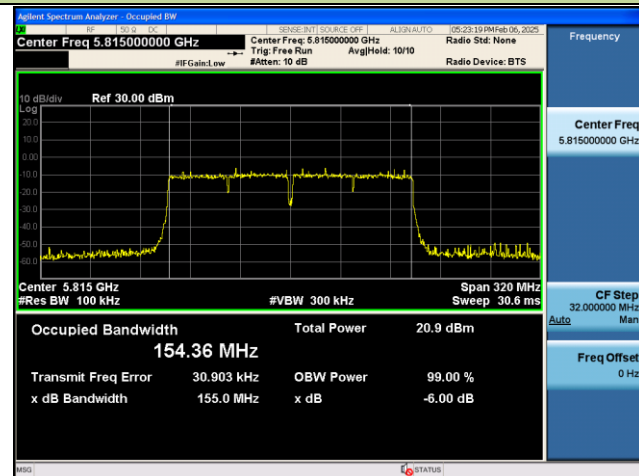 Agilent Spectrum Analyzer - Occupied BW
RF 50 Ω DC SENSE:INT SOURCE OFF ALIGNAUTO 05:23:19 PM Feb 06, 2025
Center Freq 5.815000000 GHz
Center Freq: 5.815000000 GHz Radio Std: None
Trig: Free Run Avg|Hold: 10/10
#IFGain:Low #Atten: 10 dB Radio Device: BTS
10 dB/div Ref 30.00 dBm
Log
20.0
10.0
0.00
-10.0
-20.0
-30.0
-40.0
-50.0
-60.0
Center 5.815 GHz Span 320 MHz
#Res BW 100 kHz #VBW 300 kHz Sweep 30.6 ms
Occupied Bandwidth Total Power 20.9 dBm
154.36 MHz
Transmit Freq Error 30.903 kHz OBW Power 99.00 %
x dB Bandwidth 155.0 MHz x dB -6.00 dB
MSG STATUS
Frequency
Center Freq
5.815000000 GHz
CF Step
32.000000 MHz
Auto Man
Freq Offset
0 Hz